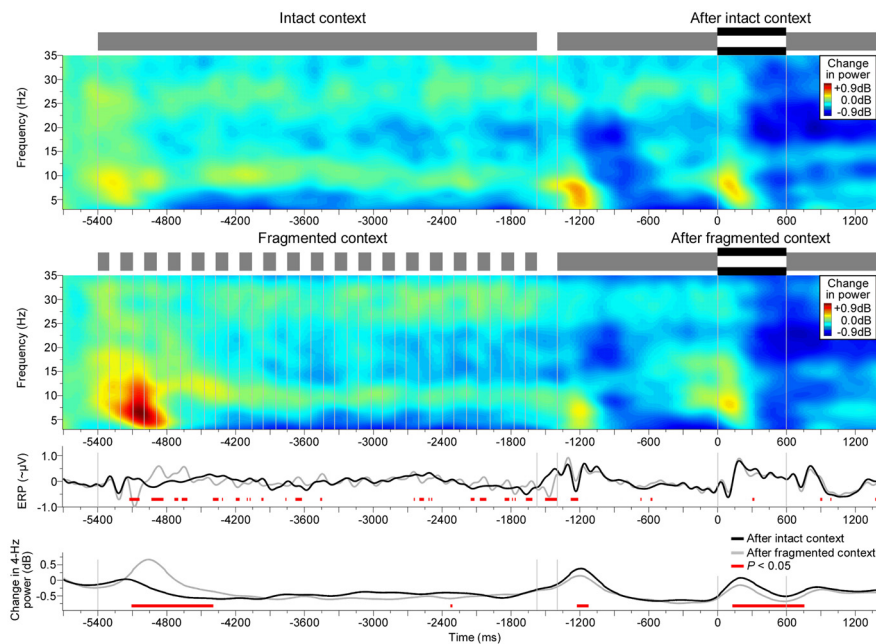 Intact context After intact context
35
30
25
20
15
10
5
Frequency (Hz)
Change
in power
+0.9dB
0.0dB
-0.9dB
-5400 -4800 -4200 -3600 -3000 -2400 -1800 -1200 -600 0 600 1200
Fragmented context After fragmented context
35
30
25
20
15
10
5
Frequency (Hz)
Change
in power
+0.9dB
0.0dB
-0.9dB
-5400 -4800 -4200 -3600 -3000 -2400 -1800 -1200 -600 0 600 1200
ERP (~μV)
1.0
0.0
-1.0
-5400 -4800 -4200 -3600 -3000 -2400 -1800 -1200 -600 0 600 1200
Change in 4-Hz
power (dB)
0.5
0.0
-0.5
After intact context
After fragmented context
P < 0.05
-5400 -4800 -4200 -3600 -3000 -2400 -1800 -1200 -600 0 600 1200
Time (ms)